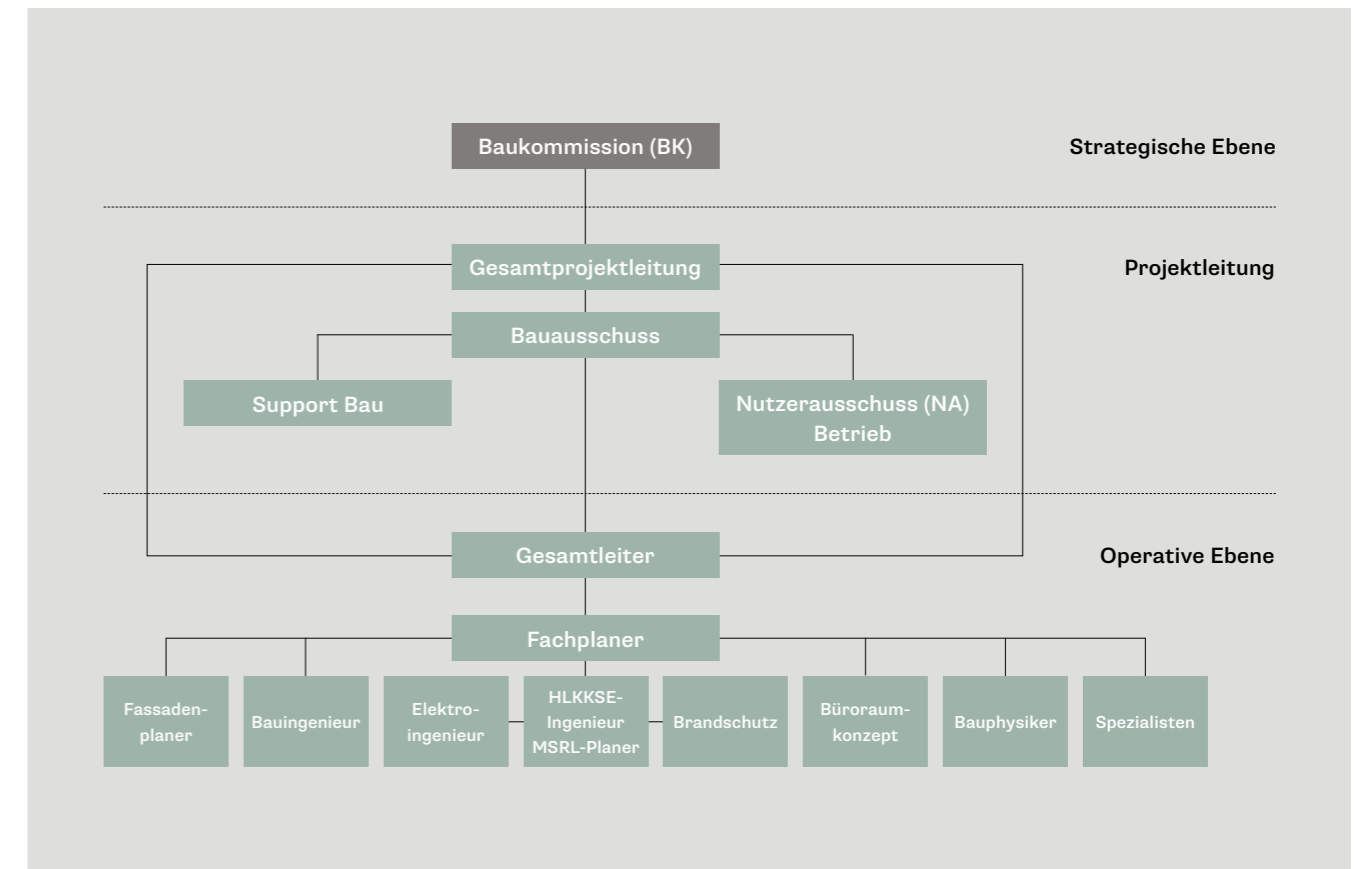 Baukommission (BK)
Strategische Ebene
Gesamtprojektleitung
Projektleitung
Bauausschuss
Support Bau
Nutzerausschuss (NA)
Betrieb
Gesamtleiter
Operative Ebene
Fachplaner
Fassaden-
planer
Bauingenieur
Elektro-
ingenieur
HLKKSE-
Ingenieur
MSRL-Planer
Brandschutz
Büroraum-
konzept
Bauphysiker
Spezialisten